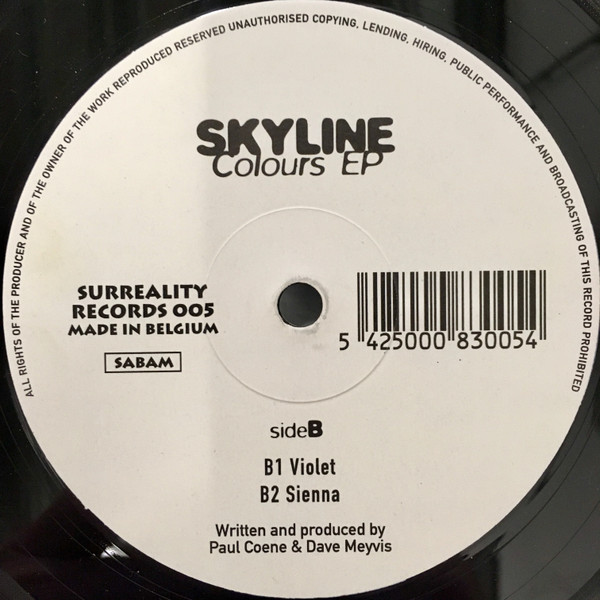 ALL RIGHTS OF THE PRODUCER AND OF THE OWNER OF THE WORK REPRODUCED RESERVED UNAUTHORISED COPYING, LENDING, HIRING, PUBLIC PERFORMANCE AND BROADCASTING OF THIS RECORD PROHIBITED
SKYLINE
Colours EP
SURREALITY
RECORDS 005
MADE IN BELGIUM
SABAM
5 425000 830054
sideB
B1 Violet
B2 Sienna
Written and produced by
Paul Coene & Dave Meyvis